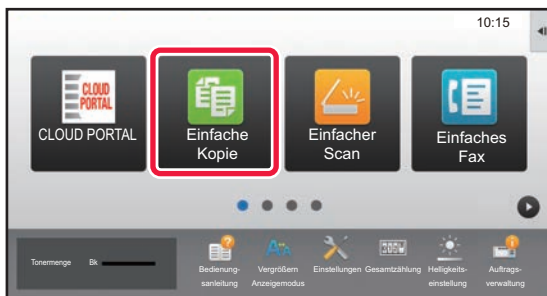 10:15
CLOUD
PORTAL
CLOUD PORTAL
Einfache
Kopie
Einfacher
Scan
Einfaches
Fax
Tonermenge Bk
Bedienung-
sanleitung
Vergrößern
Anzeigemodus
Einstellungen
Gesamtzählung
Helligkeits-
einstellung
Auftrags-
verwaltung